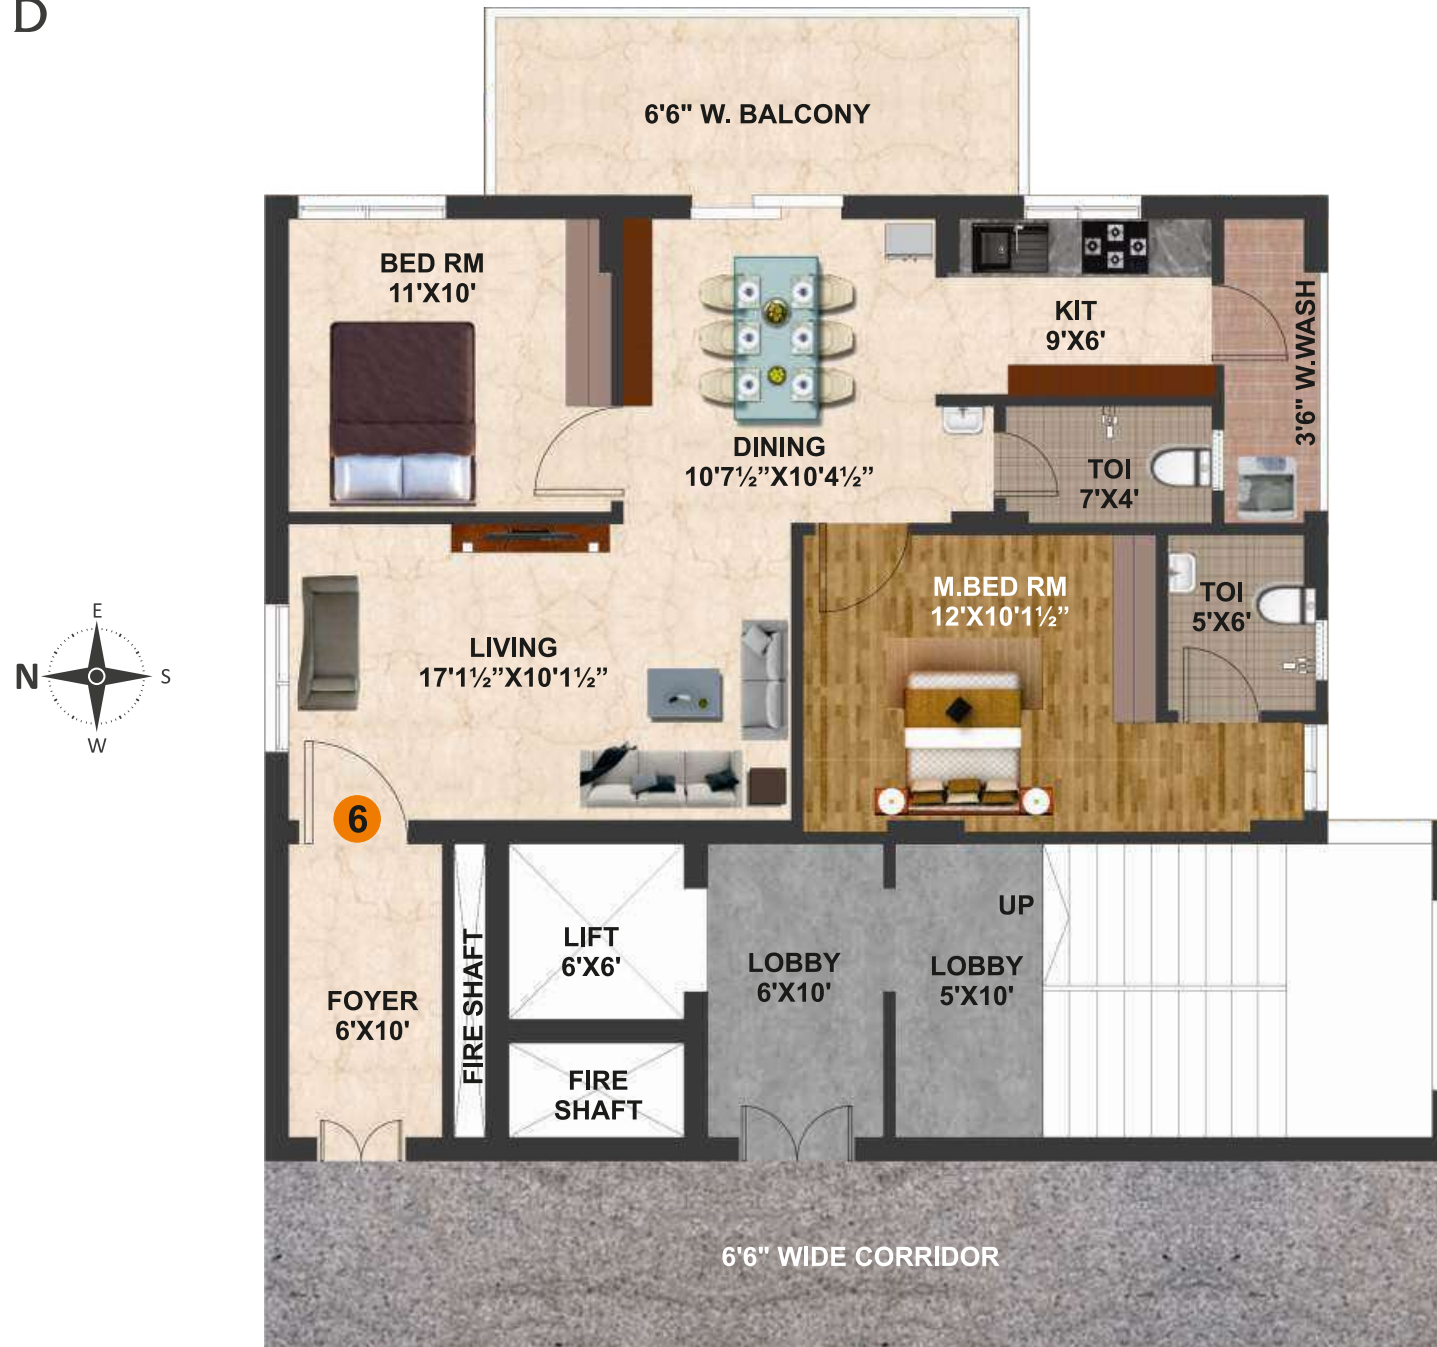 D
6'6" W. BALCONY
BED RM
11'X10'
KIT
9'X6'
3'6" W.WASH
DINING
10'7½”X10'4½”
TOI
7'X4'
M.BED RM
12'X10'1½”
TOI
5'X6'
LIVING
17'1½”X10'1½”
E
N
S
W
6
UP
LIFT
6'X6'
LOBBY
6'X10'
LOBBY
5'X10'
FOYER
6'X10'
FIRE SHAFT
FIRE
SHAFT
6'6" WIDE CORRIDOR